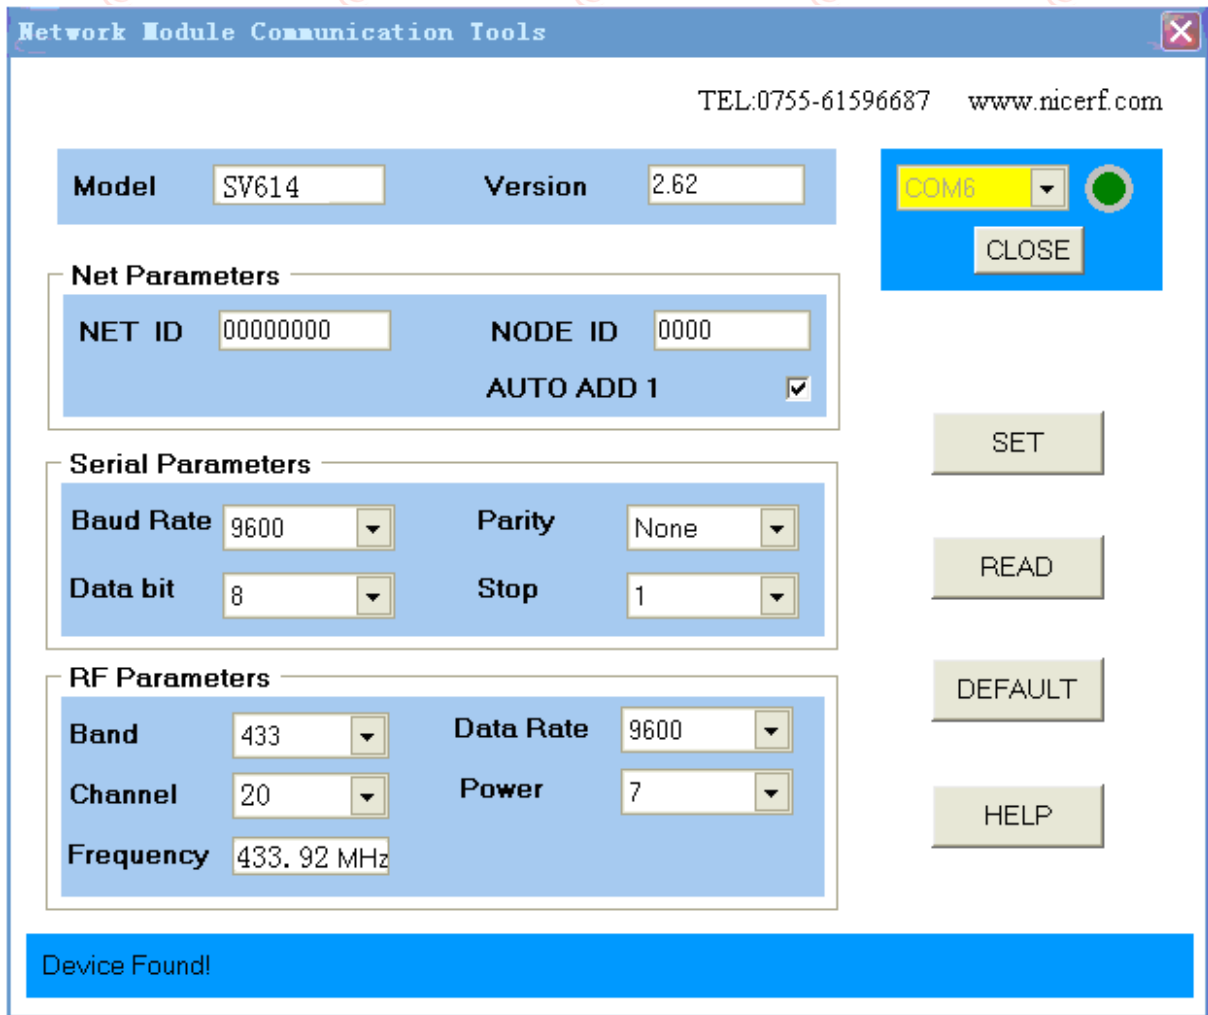 Network Module Communication Tools
TEL:0755-61596687 www.nicerf.com
Model SV614 Version 2.62
COM6
CLOSE
Net Parameters
NET ID 00000000 NODE ID 0000
AUTO ADD 1
SET
Serial Parameters
Baud Rate 9600 Parity None
Data bit 8 Stop 1
READ
RF Parameters
Band 433 Data Rate 9600
Channel 20 Power 7
Frequency 433.92 MHz
DEFAULT
HELP
Device Found!